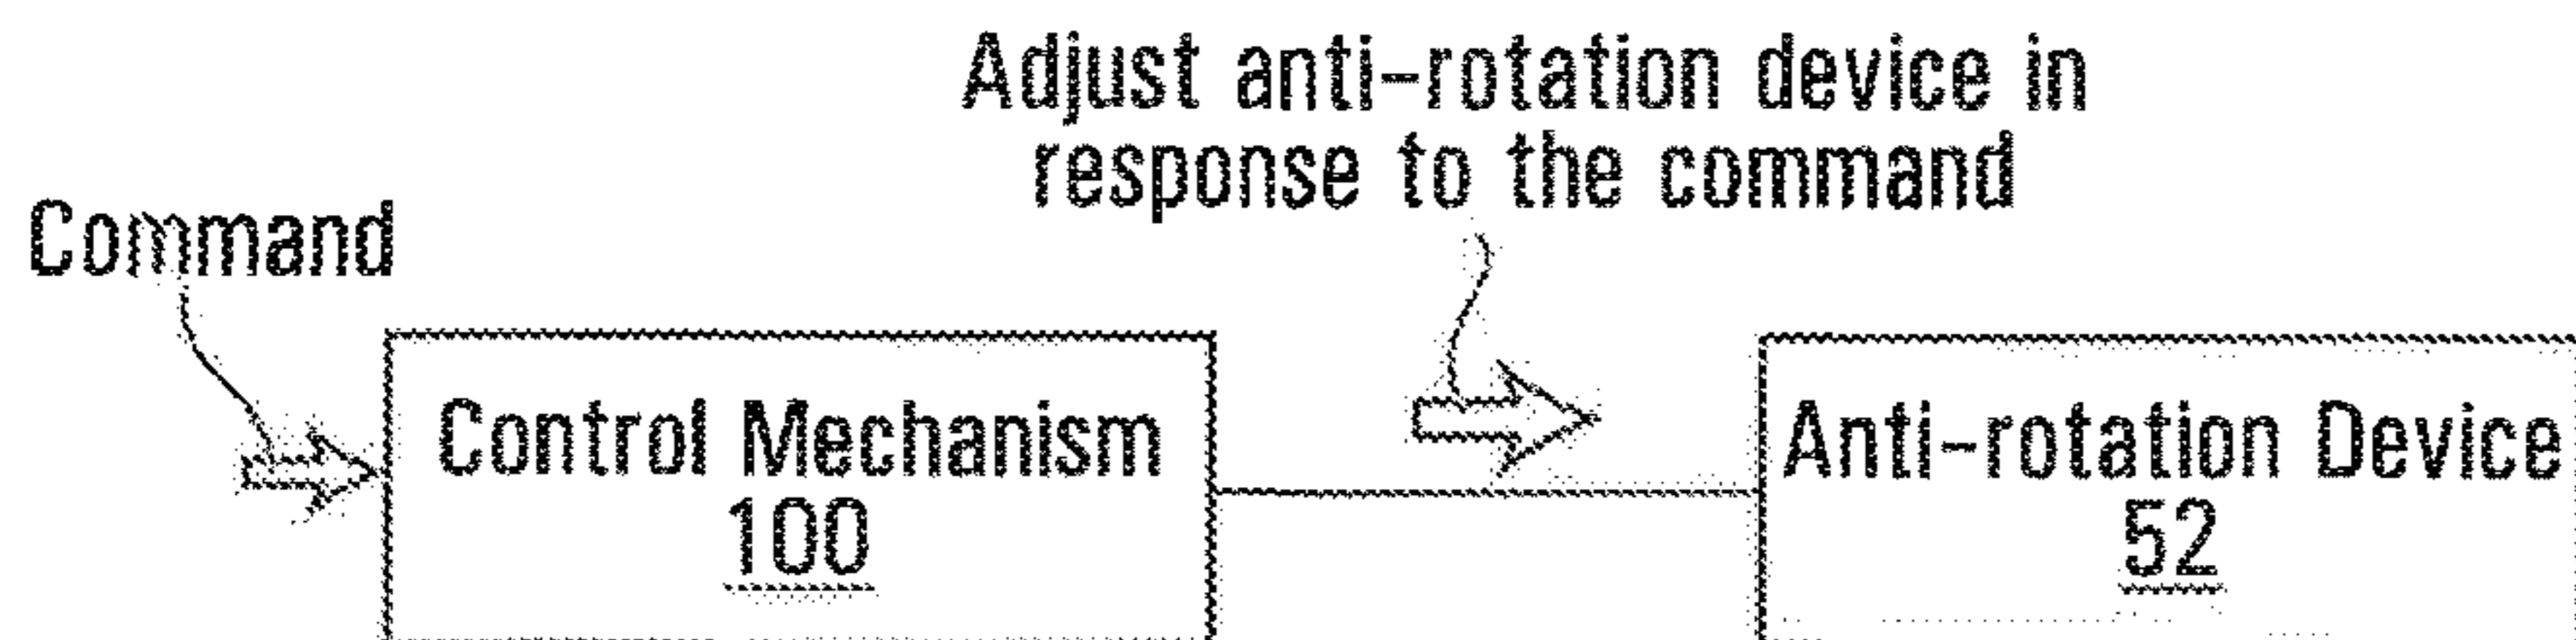 Adjust anti-rotation device in
response to the command
Command
Control Mechanism
100
Anti-rotation Device
52